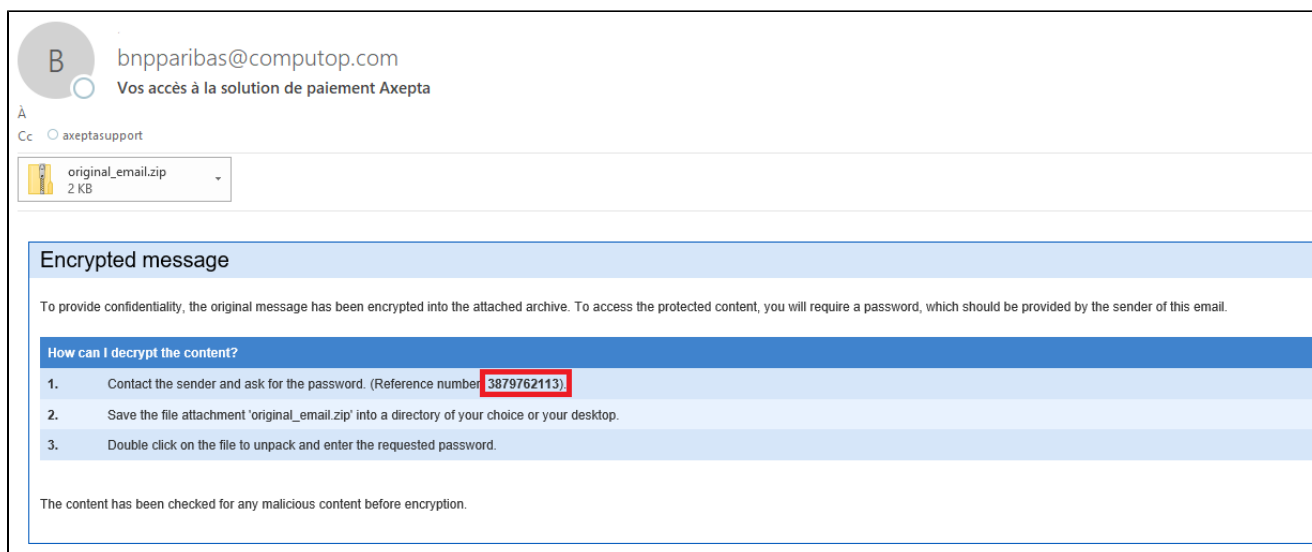 B
bnpparibas@computop.com
Vos accès à la solution de paiement Axepta
À
Cc axeptasupport
original_email.zip
2 KB
Encrypted message
To provide confidentiality, the original message has been encrypted into the attached archive. To access the protected content, you will require a password, which should be provided by the sender of this email.
How can I decrypt the content?
1. Contact the sender and ask for the password. (Reference number 3879762113).
2. Save the file attachment 'original_email.zip' into a directory of your choice or your desktop.
3. Double click on the file to unpack and enter the requested password.
The content has been checked for any malicious content before encryption.